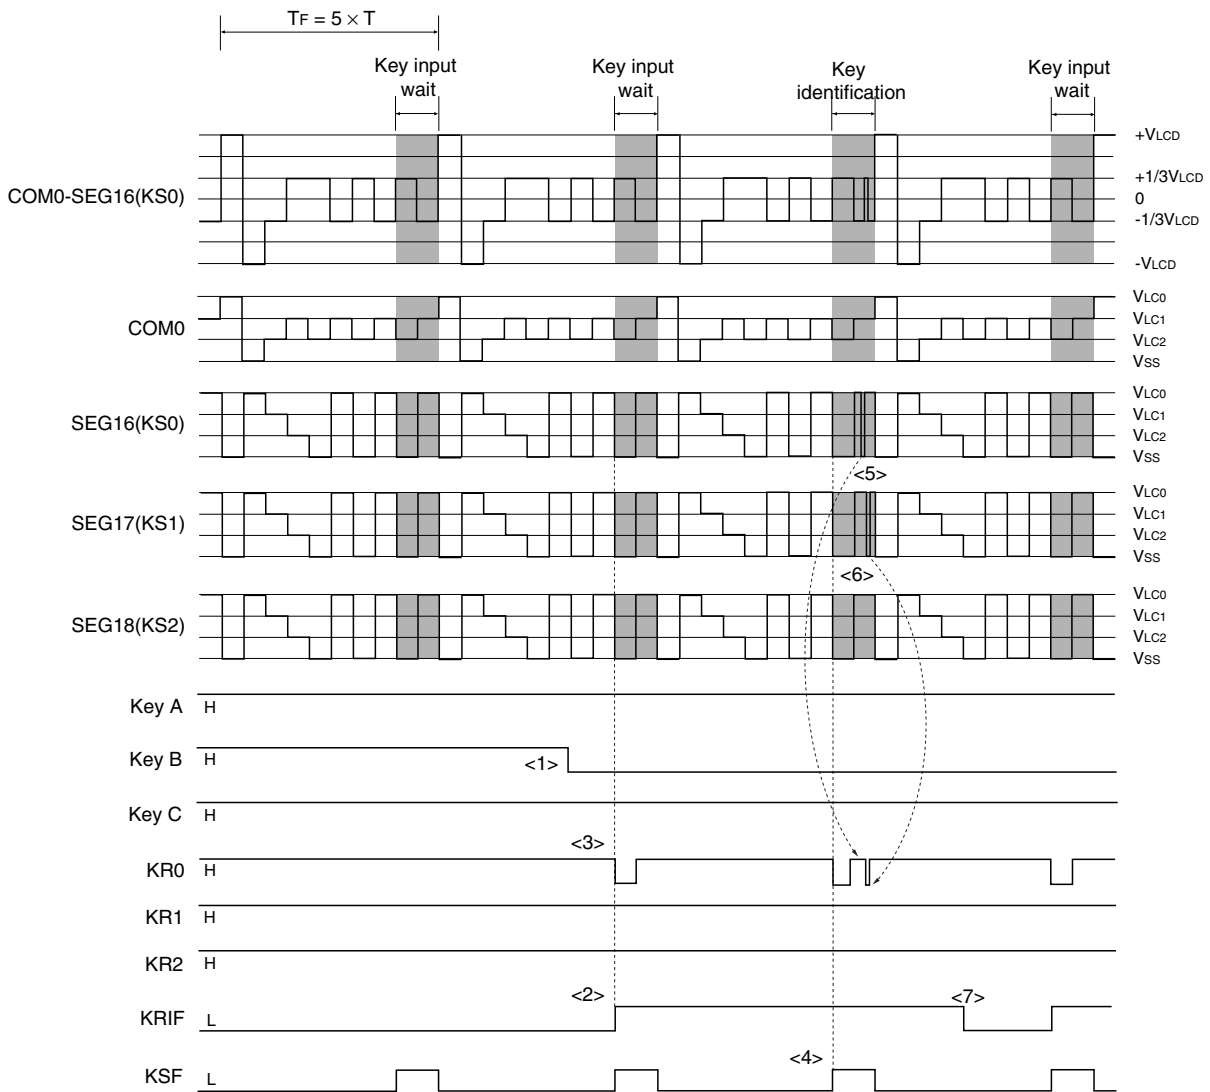 TF = 5 × T
Key input wait
Key input wait
Key identification
Key input wait
COM0-SEG16(KS0)
+VLCD
+1/3VLCD
0
-1/3VLCD
-VLCD
COM0
VLC0
VLC1
VLC2
VSS
SEG16(KS0)
VLC0
VLC1
VLC2
VSS
<5>
SEG17(KS1)
VLC0
VLC1
VLC2
VSS
<6>
SEG18(KS2)
VLC0
VLC1
VLC2
VSS
Key A H
Key B H
<1>
Key C H
<3>
KR0 H
KR1 H
KR2 H
<2>
<7>
KRIF L
<4>
KSF L